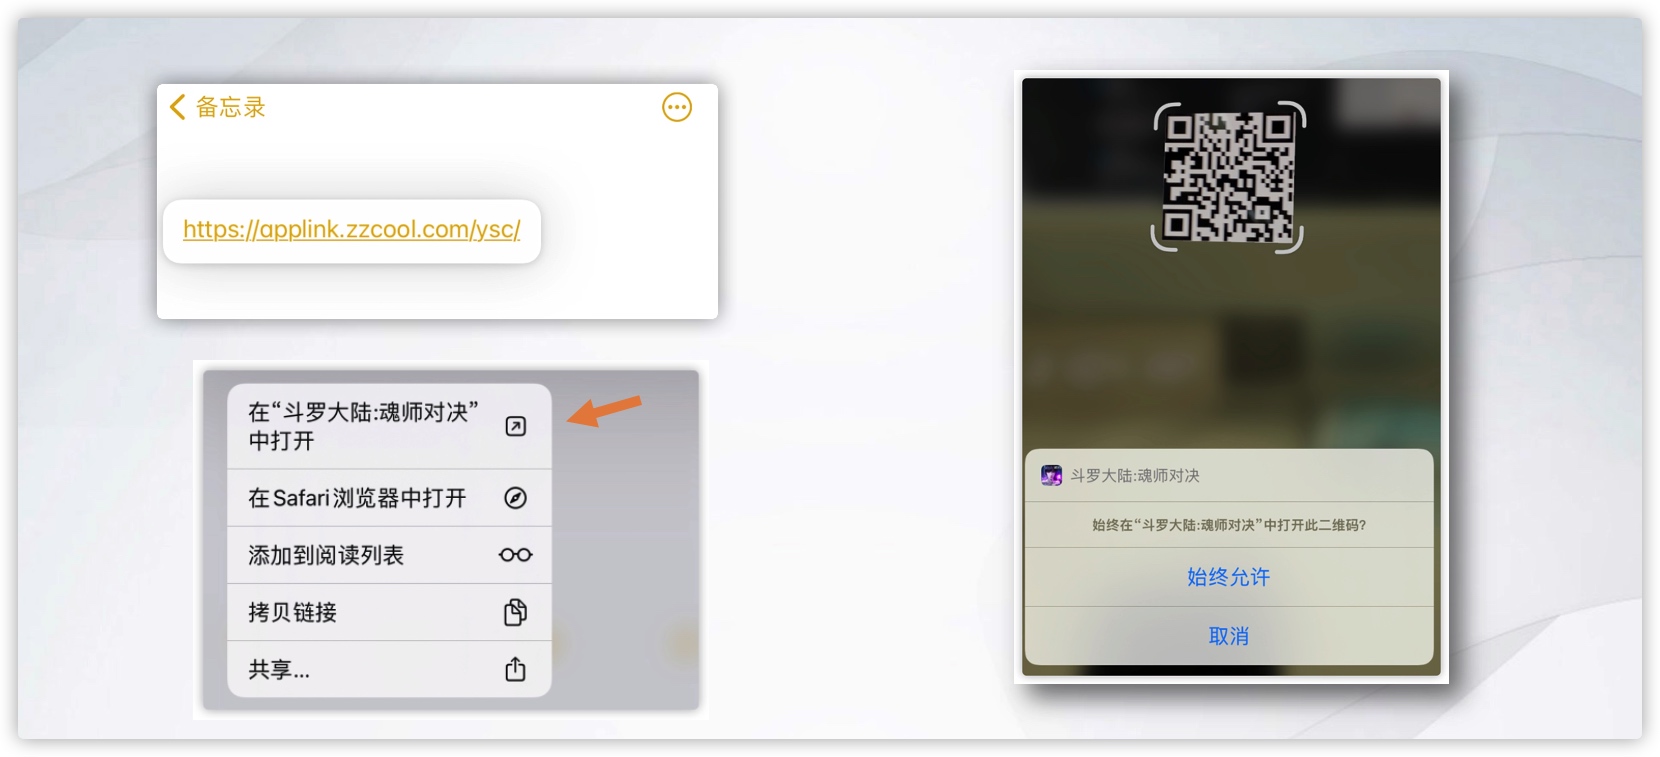 备忘录
https://applink.zzcool.com/ysc/
在“斗罗大陆:魂师对决”
中打开
在Safari浏览器中打开
添加到阅读列表
拷贝链接
共享...
斗罗大陆:魂师对决
始终在“斗罗大陆:魂师对决”中打开此二维码?
始终允许
取消